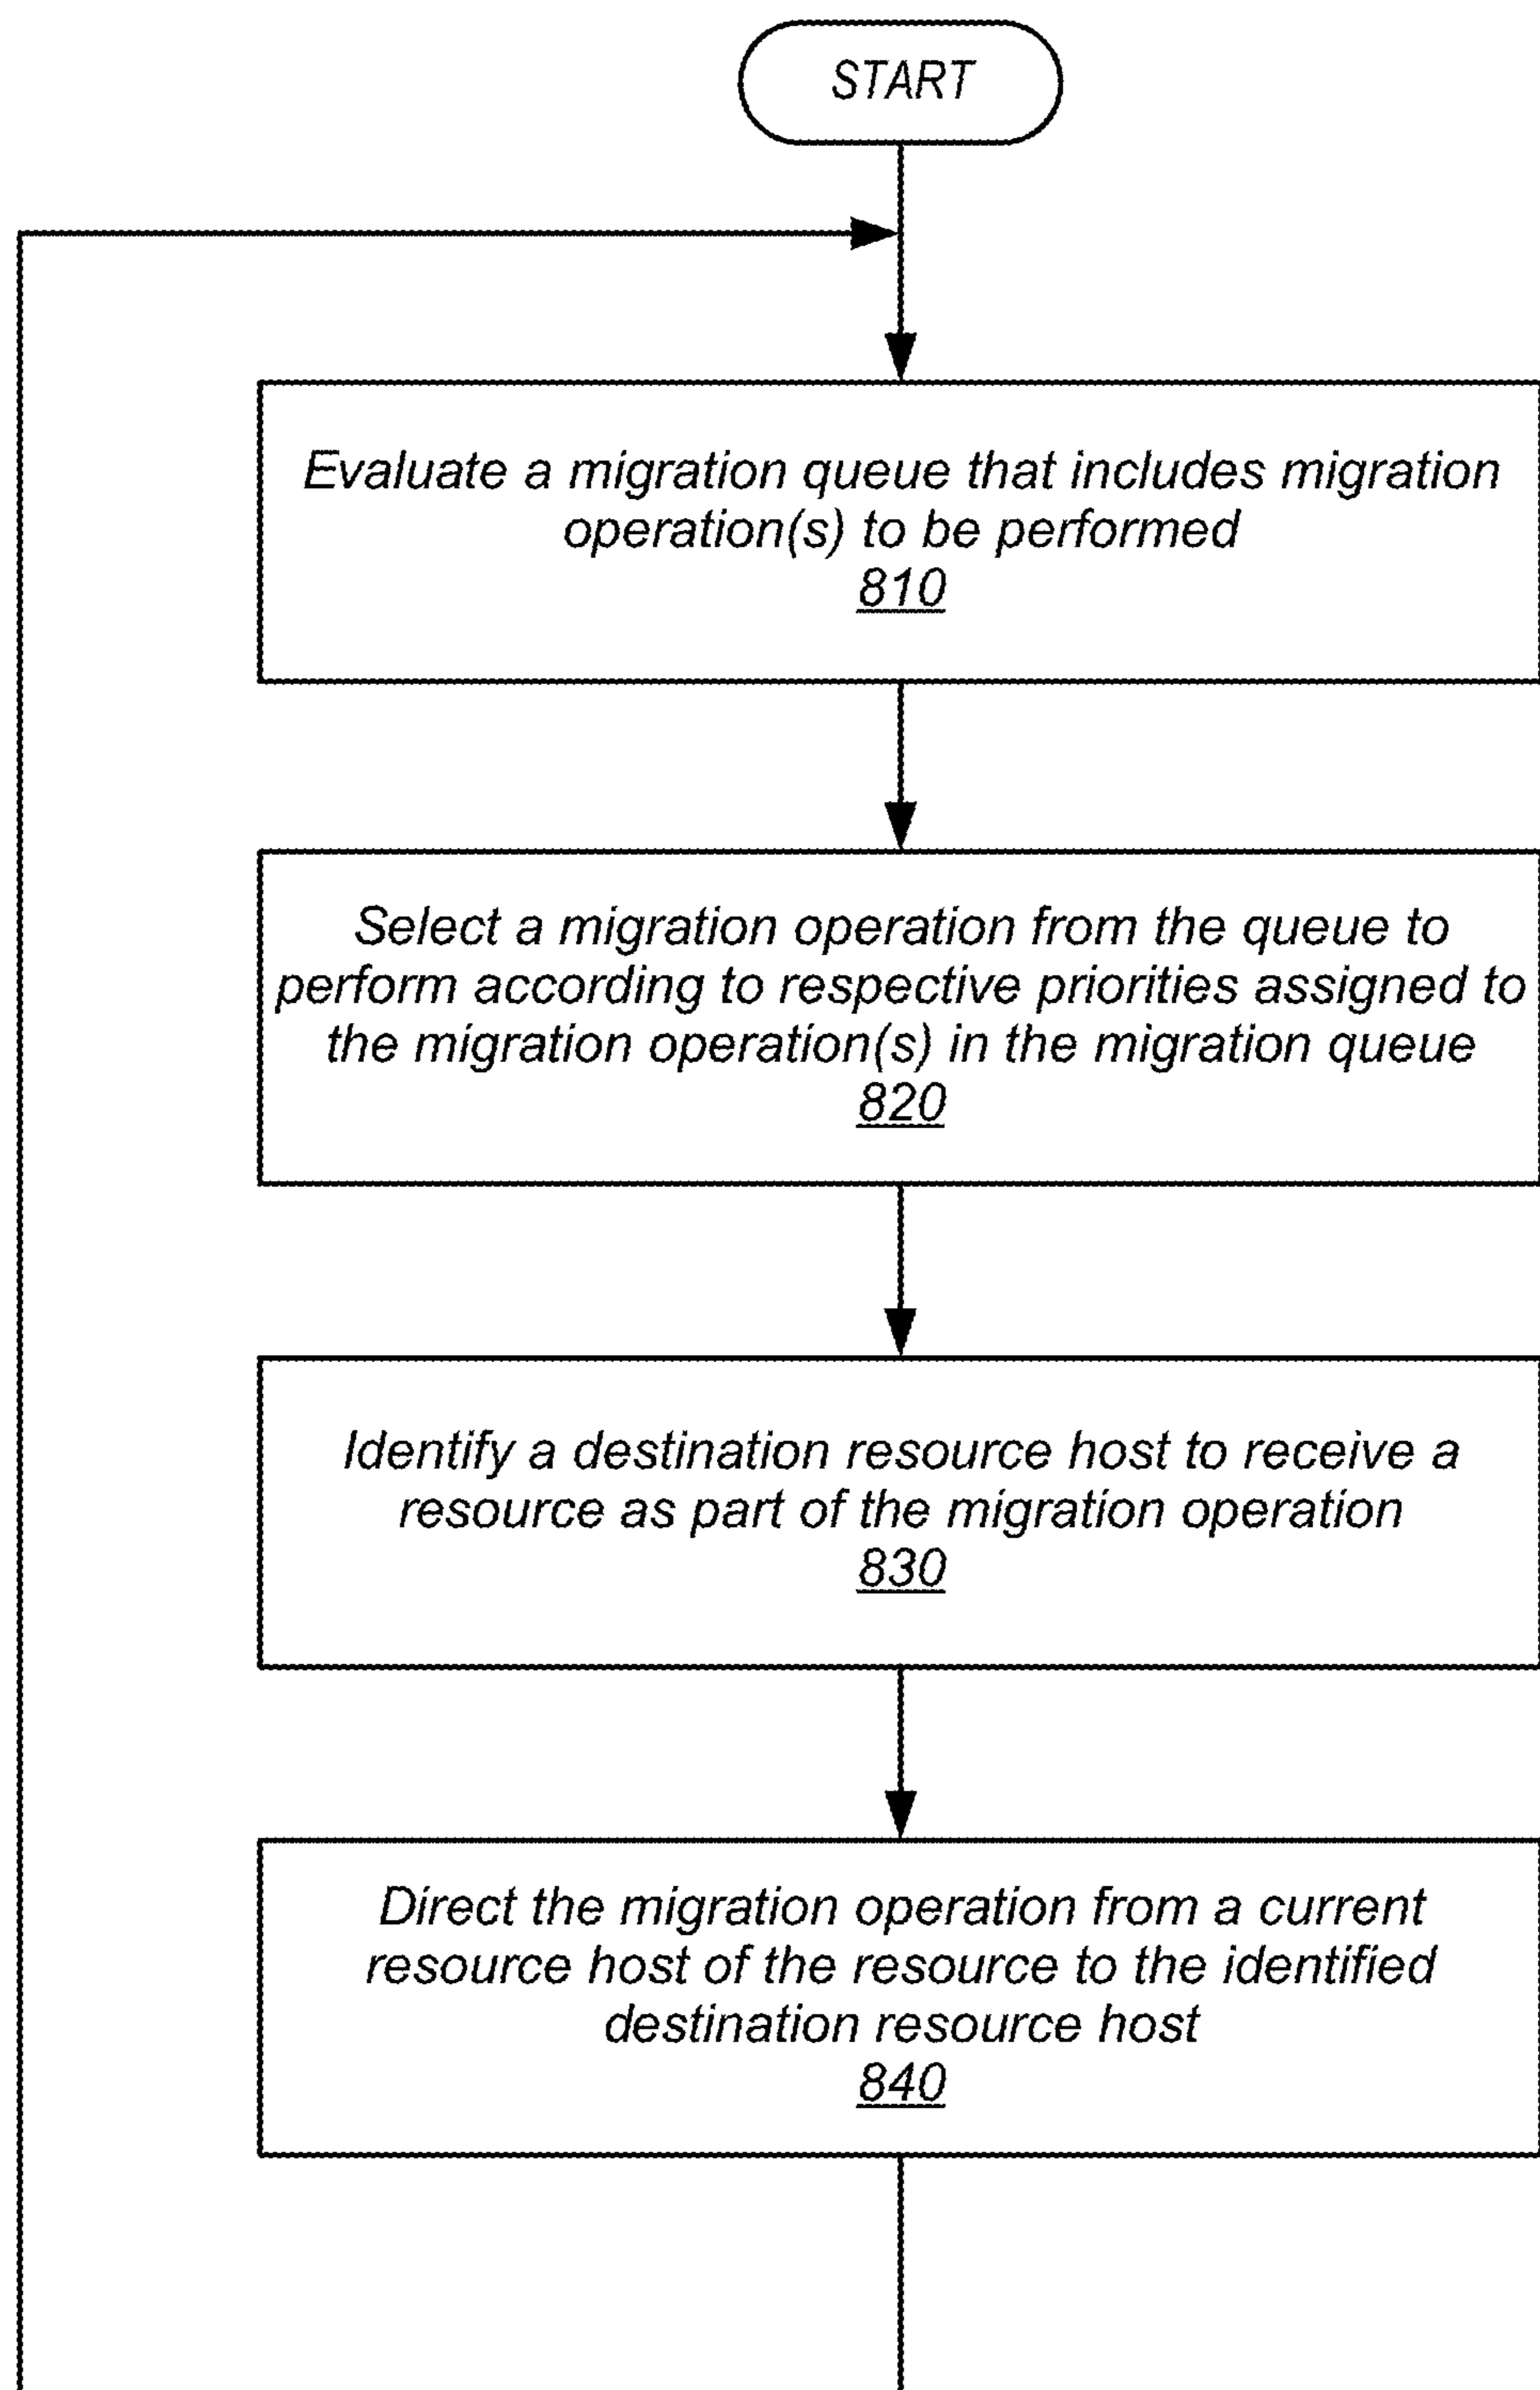 START
Evaluate a migration queue that includes migration
operation(s) to be performed
810
Select a migration operation from the queue to
perform according to respective priorities assigned to
the migration operation(s) in the migration queue
820
Identify a destination resource host to receive a
resource as part of the migration operation
830
Direct the migration operation from a current
resource host of the resource to the identified
destination resource host
840